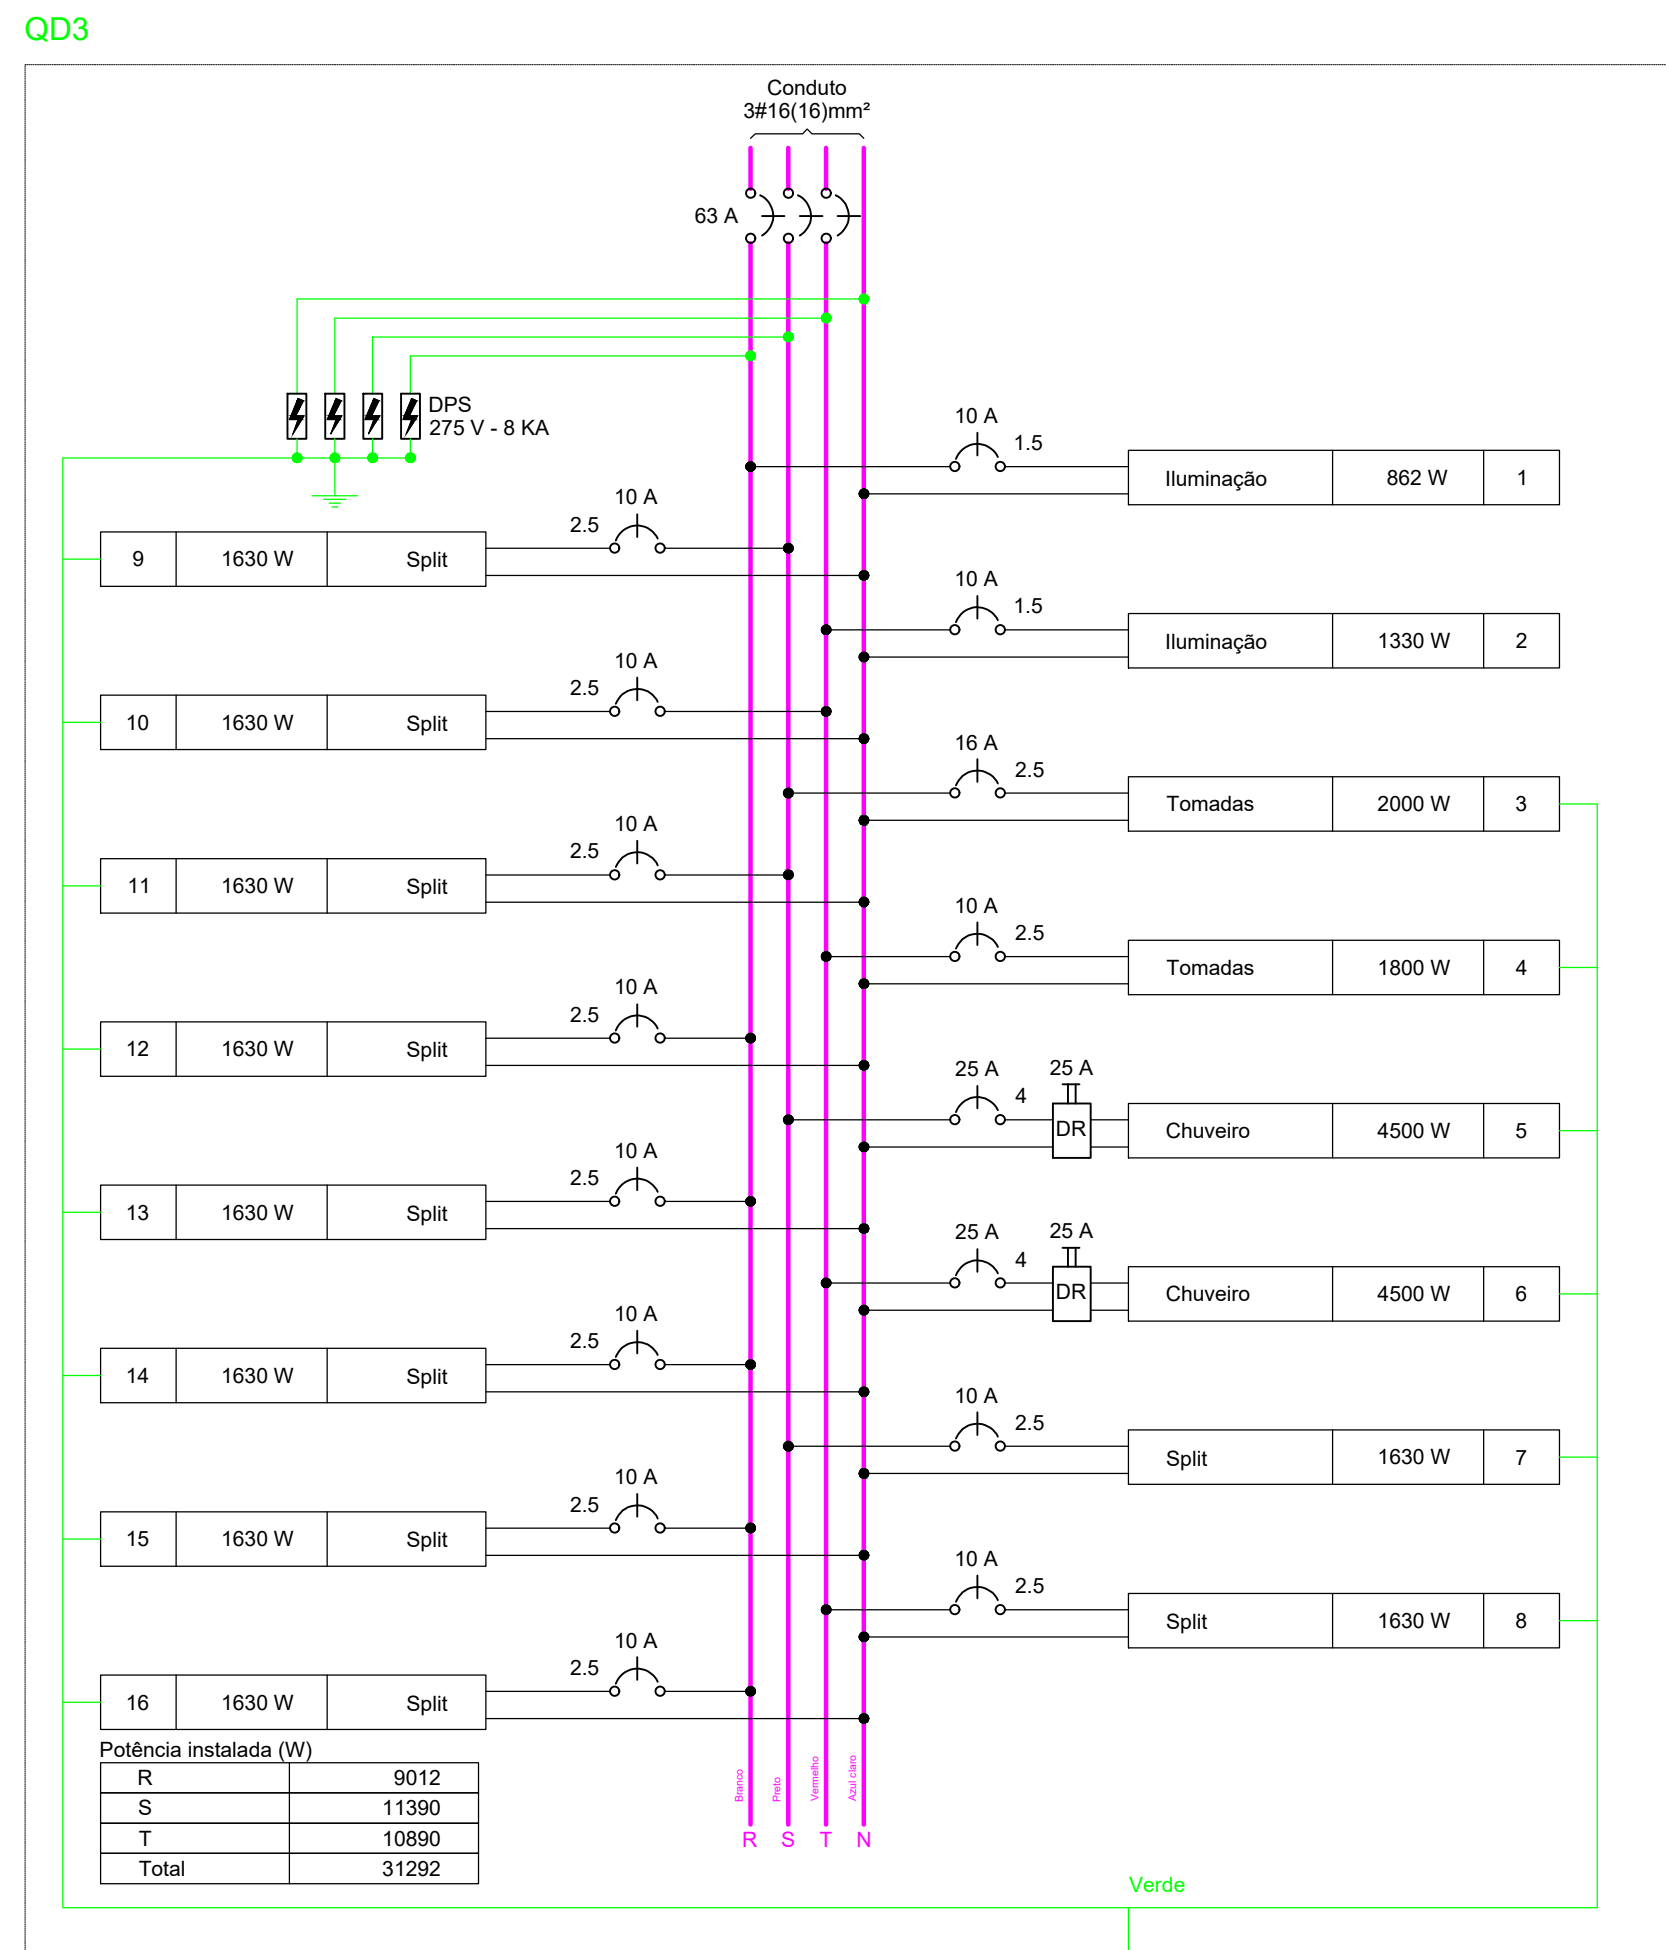 QD3
Conduto
3#16(16)mm²
63 A
DPS
275 V - 8 KA
10 A
1.5
Iluminação 862 W 1
10 A
2.5
9 1630 W Split
10 A
1.5
Iluminação 1330 W 2
10 A
2.5
10 1630 W Split
16 A
2.5
Tomadas 2000 W 3
10 A
2.5
11 1630 W Split
10 A
2.5
Tomadas 1800 W 4
10 A
2.5
12 1630 W Split
25 A 25 A
4
DR
Chuveiro 4500 W 5
10 A
2.5
13 1630 W Split
25 A 25 A
4
DR
Chuveiro 4500 W 6
10 A
2.5
14 1630 W Split
10 A
2.5
Split 1630 W 7
10 A
2.5
15 1630 W Split
10 A
2.5
Split 1630 W 8
10 A
2.5
16 1630 W Split
Potência instalada (W)
R 9012
S 11390
T 10890
Total 31292
Branco
Preto
Vermelho
Azul claro
R S T N
Verde